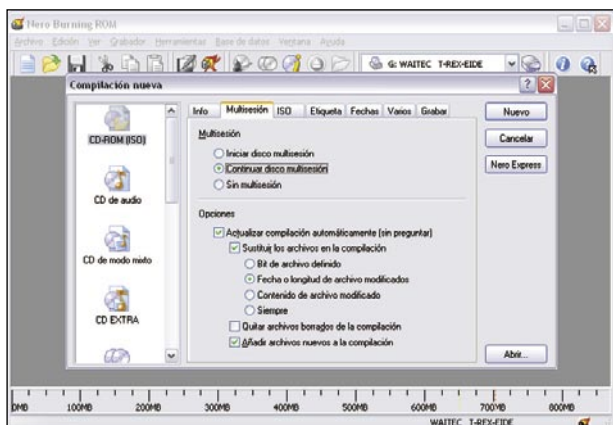 Nero Burning ROM
Archivo Edición Ver Grabador Herramientas Base de datos Ventana Ayuda
G: WAITEC T-REX-EIDE
Compilación nueva
CD-ROM (ISO)
CD de audio
CD de modo mixto
CD EXTRA
Info Multisesión ISO Etiqueta Fechas Varios Grabar
Multisesión
Iniciar disco multisesión
Continuar disco multisesión
Sin multisesión
Opciones
Actualizar compilación automáticamente (sin preguntar)
Sustituir los archivos en la compilación
Bit de archivo definido
Fecha o longitud de archivo modificados
Contenido de archivo modificado
Siempre
Quitar archivos borrados de la compilación
Añadir archivos nuevos a la compilación
Nuevo
Cancelar
Nero Express
Abrir...
0MB 100MB 200MB 300MB 400MB 500MB 600MB 700MB 800MB
WAITEC T-REX-EIDE